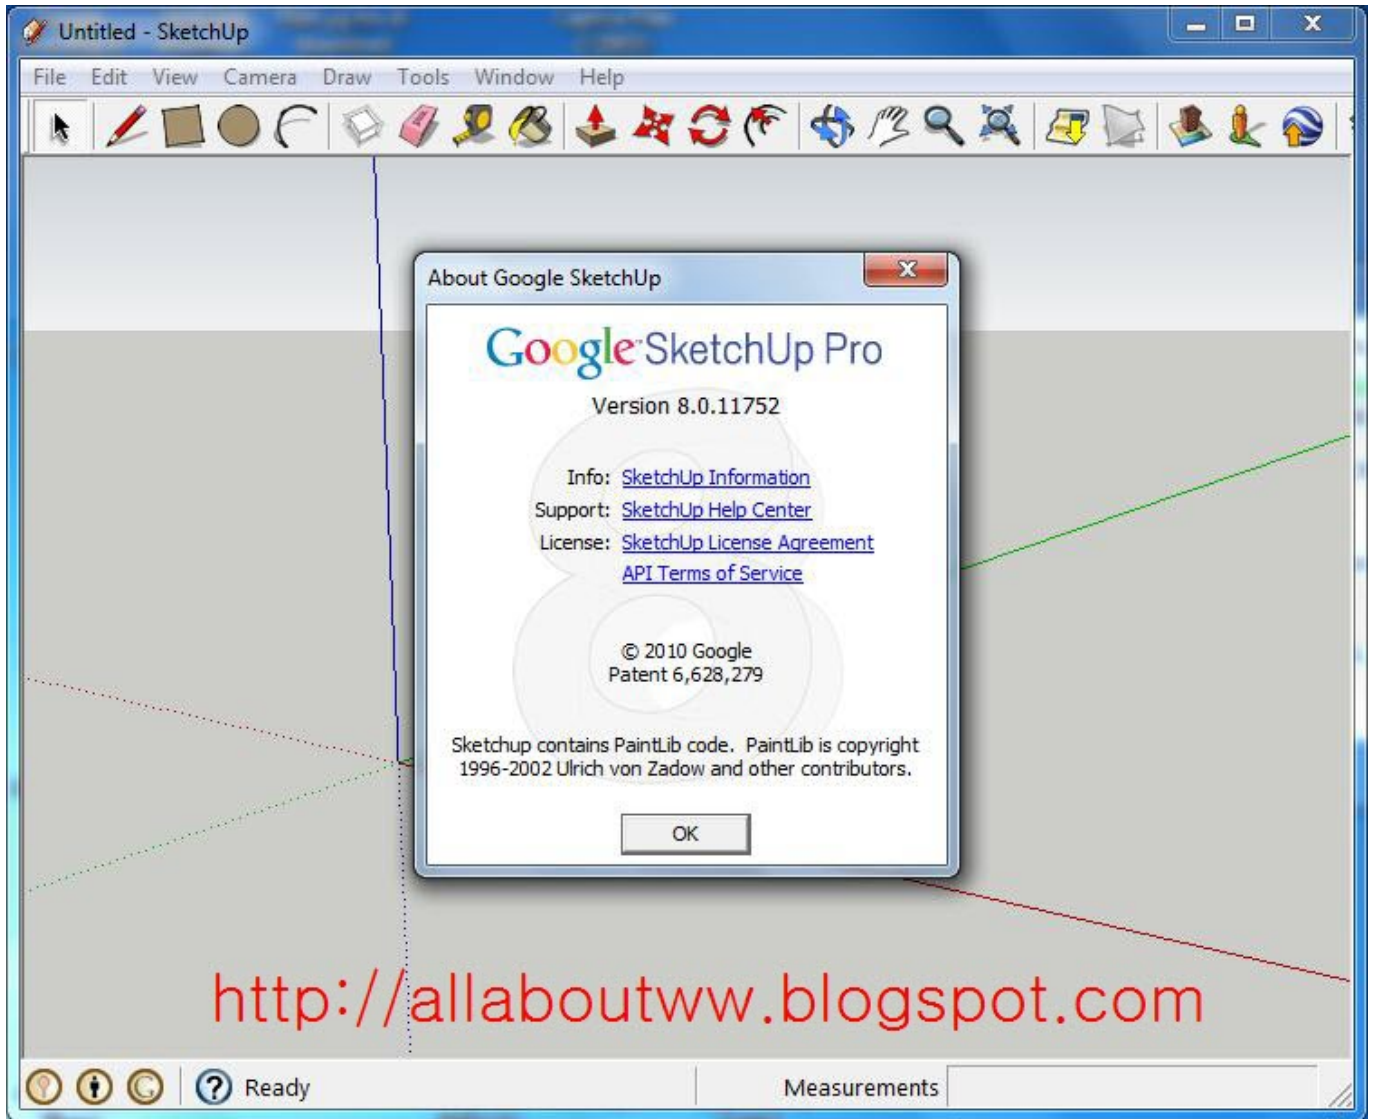 Untitled - SketchUp
File Edit View Camera Draw Tools Window Help
About Google SketchUp
Google™ SketchUp Pro
Version 8.0.11752
Info: SketchUp Information
Support: SketchUp Help Center
License: SketchUp License Agreement
API Terms of Service
© 2010 Google
Patent 6,628,279
Sketchup contains PaintLib code. PaintLib is copyright
1996-2002 Ulrich von Zadow and other contributors.
OK
http://allaboutww.blogspot.com
Ready Measurements